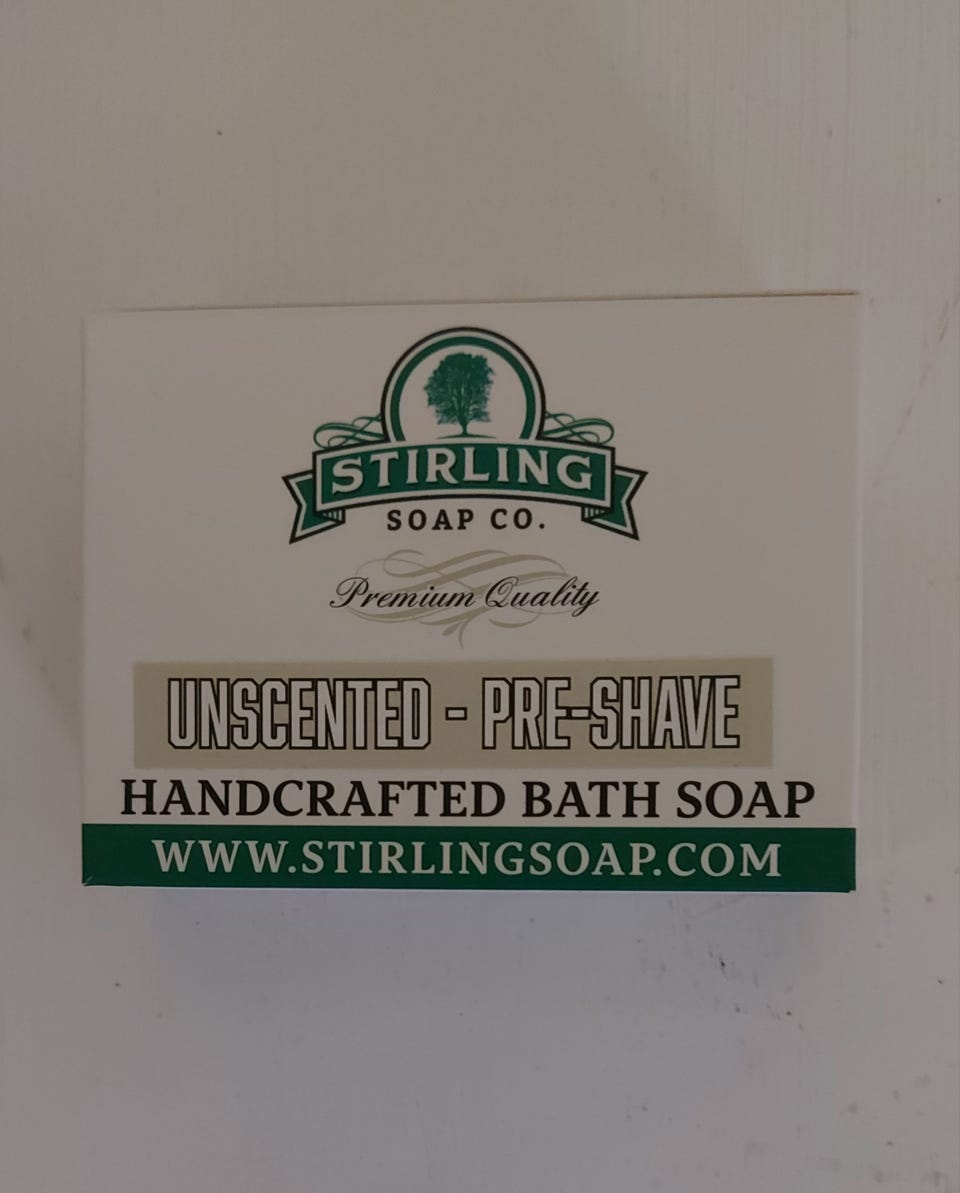 STIRLING
SOAP CO.
Premium Quality
UNSCENTED - PRE-SHAVE
HANDCRAFTED BATH SOAP
WWW.STIRLINGSOAP.COM